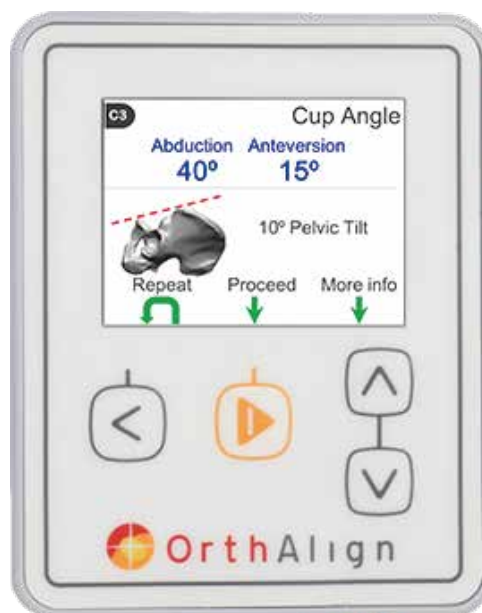 C3 Cup Angle
Abduction Anteversion
40º 15º
10º Pelvic Tilt
Repeat Proceed More info
OrthAlign